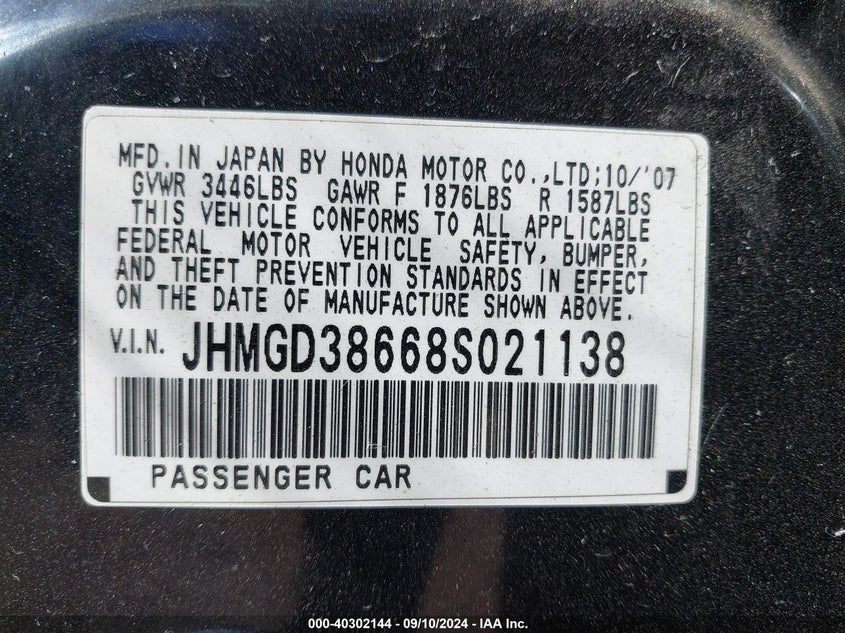 MFD. IN JAPAN BY HONDA MOTOR CO.,LTD;10/'07
GVWR 3446LBS GAWR F 1876LBS R 1587LBS
THIS VEHICLE CONFORMS TO ALL APPLICABLE
FEDERAL MOTOR VEHICLE SAFETY, BUMPER,
AND THEFT PREVENTION STANDARDS IN EFFECT
ON THE DATE OF MANUFACTURE SHOWN ABOVE.
V.I.N. JHMGD38668S021138
PASSENGER CAR
000-40302144 - 09/10/2024 - IAA Inc.